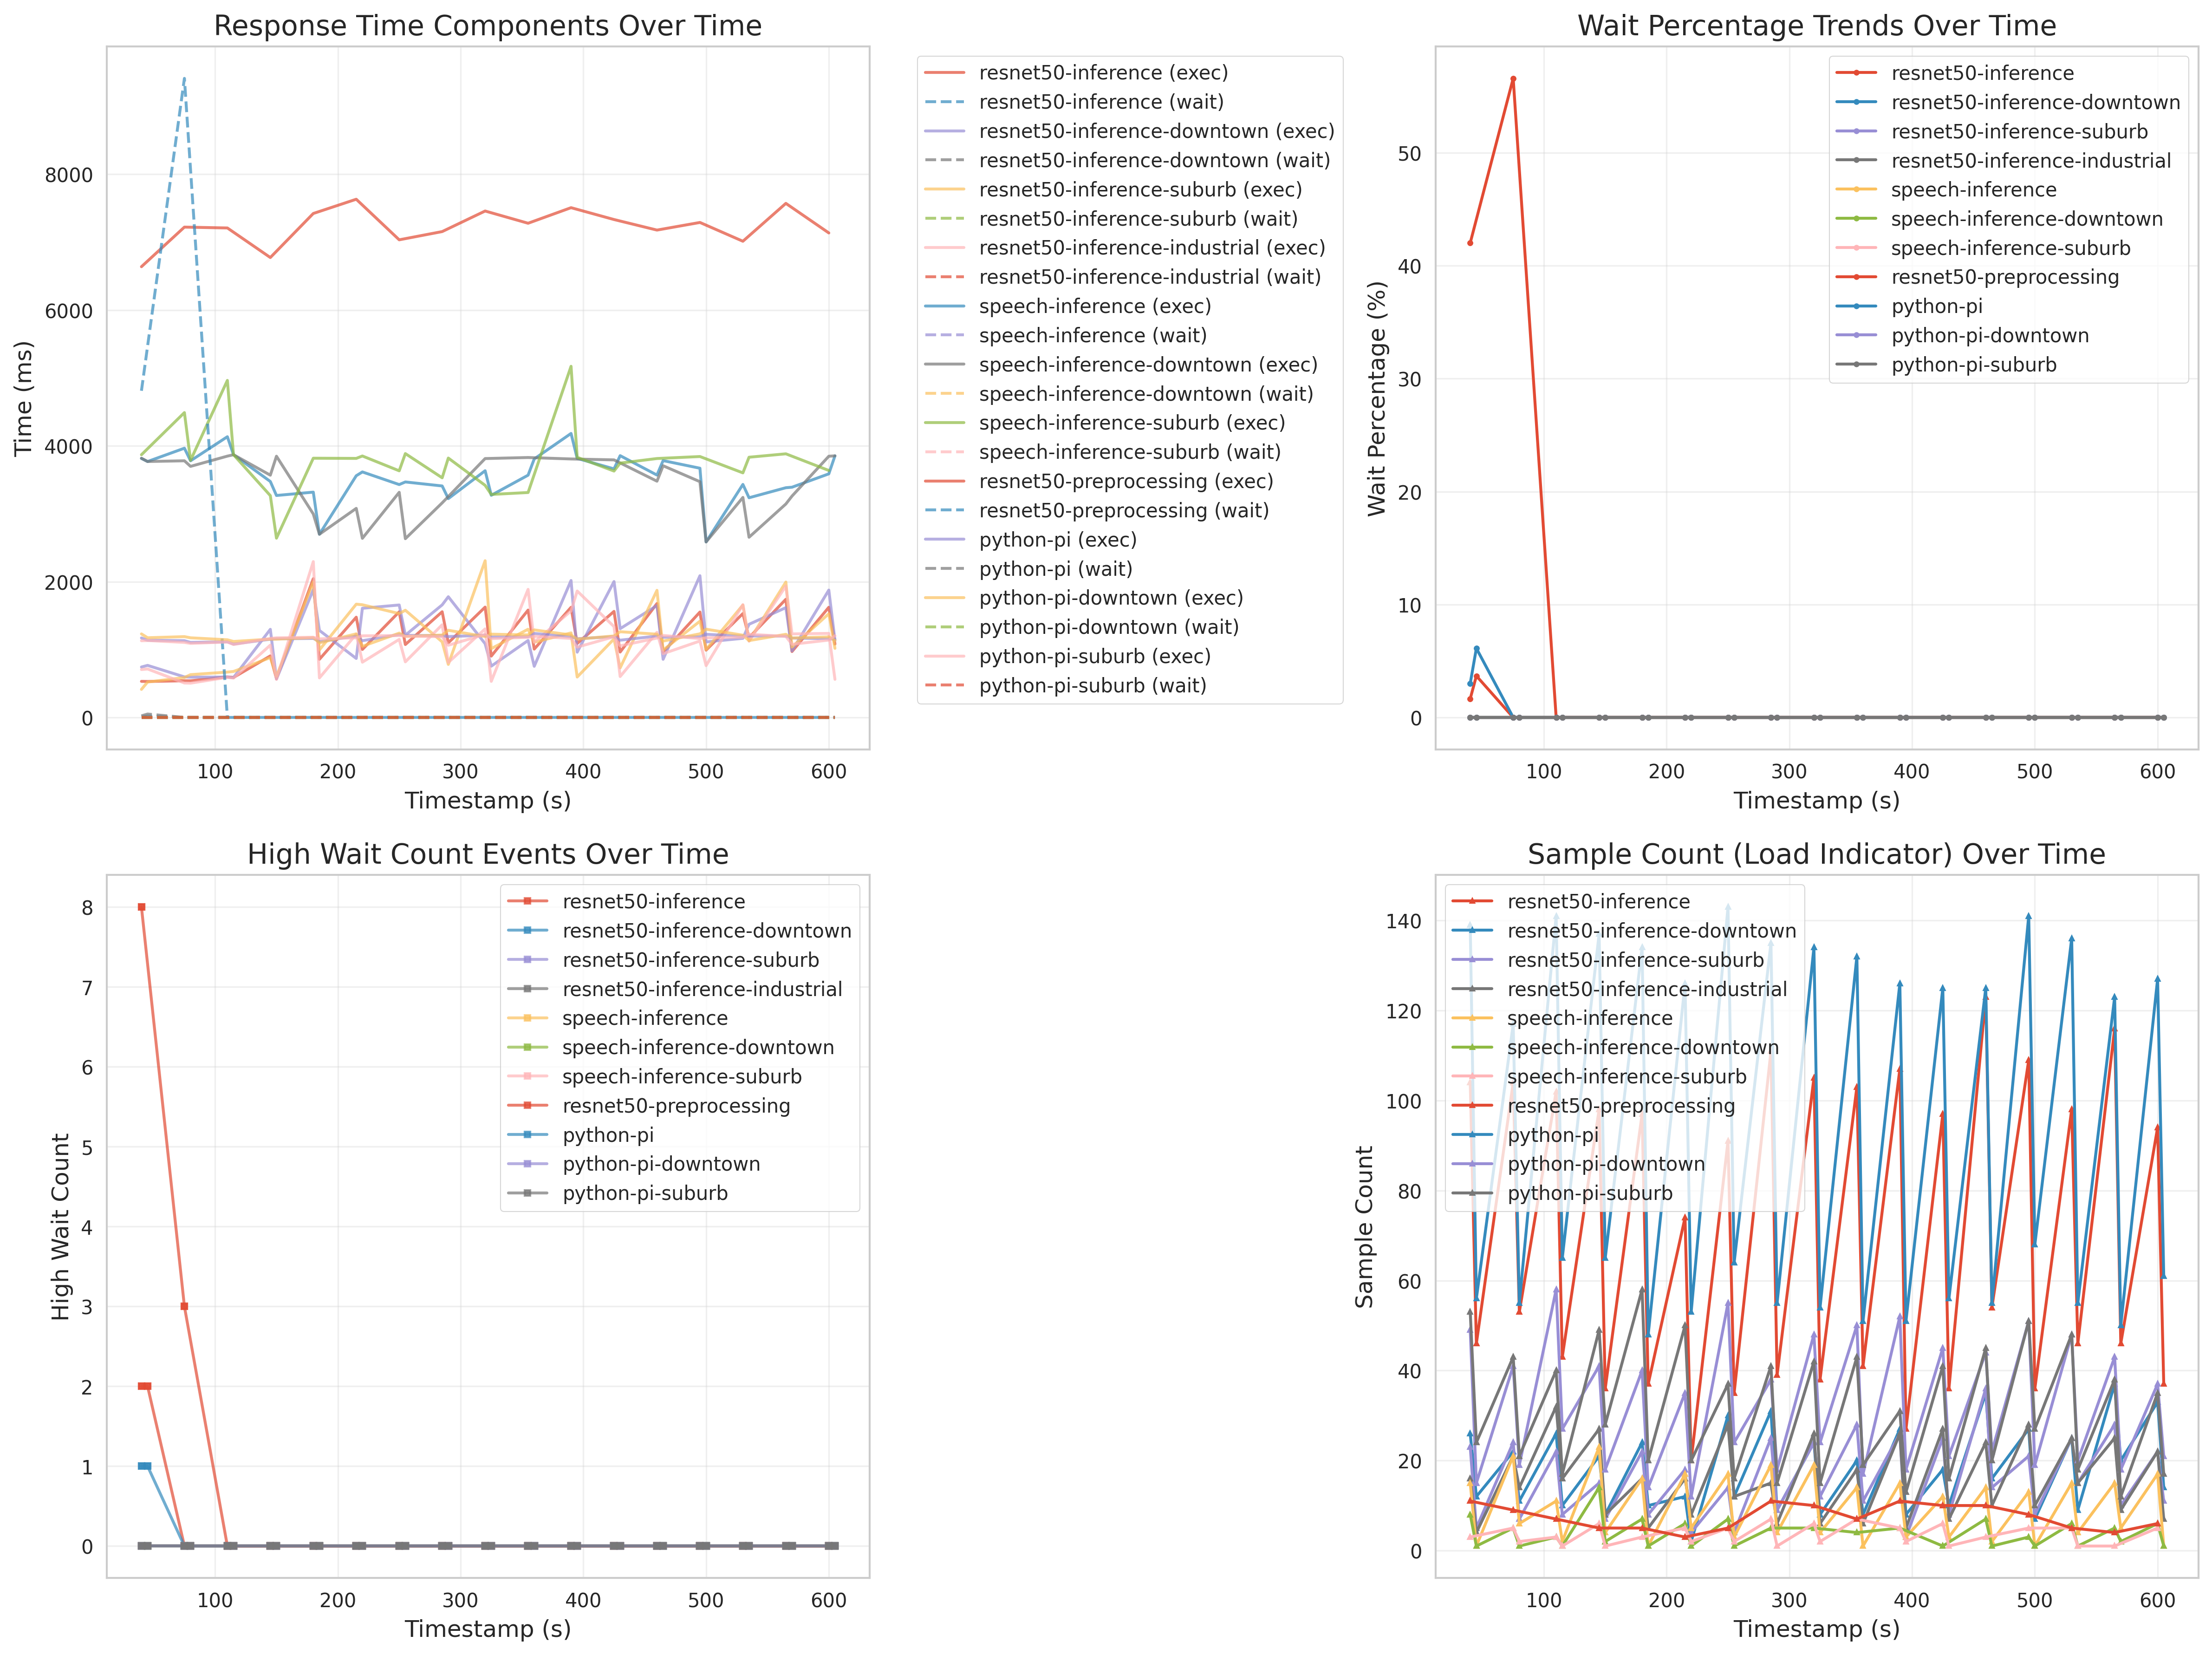 Response Time Components Over Time
Time (ms)
8000
6000
4000
2000
0
100 200 300 400 500 600
Timestamp (s)
resnet50-inference (exec)
resnet50-inference (wait)
resnet50-inference-downtown (exec)
resnet50-inference-downtown (wait)
resnet50-inference-suburb (exec)
resnet50-inference-suburb (wait)
resnet50-inference-industrial (exec)
resnet50-inference-industrial (wait)
speech-inference (exec)
speech-inference (wait)
speech-inference-downtown (exec)
speech-inference-downtown (wait)
speech-inference-suburb (exec)
speech-inference-suburb (wait)
resnet50-preprocessing (exec)
resnet50-preprocessing (wait)
python-pi (exec)
python-pi (wait)
python-pi-downtown (exec)
python-pi-downtown (wait)
python-pi-suburb (exec)
python-pi-suburb (wait)
Wait Percentage Trends Over Time
Wait Percentage (%)
50
40
30
20
10
0
100 200 300 400 500 600
Timestamp (s)
resnet50-inference
resnet50-inference-downtown
resnet50-inference-suburb
resnet50-inference-industrial
speech-inference
speech-inference-downtown
speech-inference-suburb
resnet50-preprocessing
python-pi
python-pi-downtown
python-pi-suburb
High Wait Count Events Over Time
High Wait Count
8
7
6
5
4
3
2
1
0
100 200 300 400 500 600
Timestamp (s)
resnet50-inference
resnet50-inference-downtown
resnet50-inference-suburb
resnet50-inference-industrial
speech-inference
speech-inference-downtown
speech-inference-suburb
resnet50-preprocessing
python-pi
python-pi-downtown
python-pi-suburb
Sample Count (Load Indicator) Over Time
Sample Count
140
120
100
80
60
40
20
0
100 200 300 400 500 600
Timestamp (s)
resnet50-inference
resnet50-inference-downtown
resnet50-inference-suburb
resnet50-inference-industrial
speech-inference
speech-inference-downtown
speech-inference-suburb
resnet50-preprocessing
python-pi
python-pi-downtown
python-pi-suburb